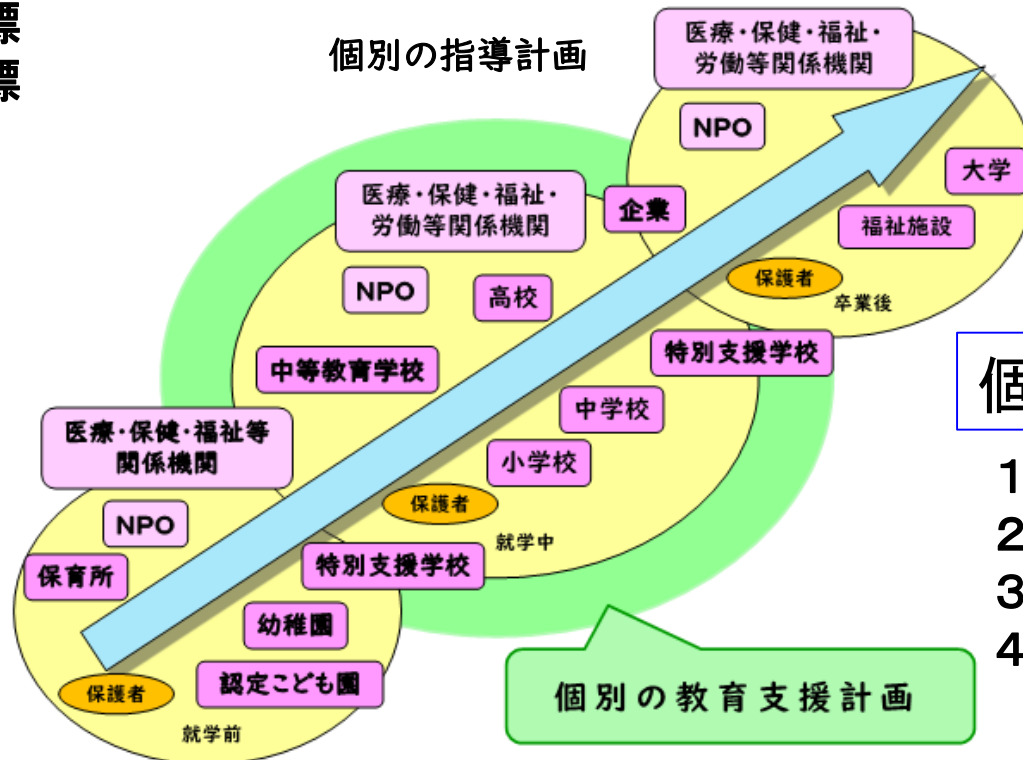 標
標
個別の指導計画
医療・保健・福祉・
労働等関係機関
NPO
大学
企業
福祉施設
保護者
卒業後
医療・保健・福祉・
労働等関係機関
NPO
高校
中等教育学校
特別支援学校
中学校
小学校
保護者
就学中
医療・保健・福祉等
関係機関
NPO
保育所
特別支援学校
幼稚園
認定こども園
保護者
就学前
個別の教育支援計画
個
1
2
3
4